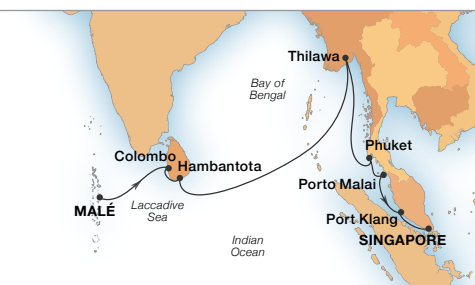 Thilawa
Bay of
Bengal
Phuket
Colombo
Hambantota
Porto Malai
MALÉ
Laccadive
Sea
Port Klang
SINGAPORE
Indian
Ocean